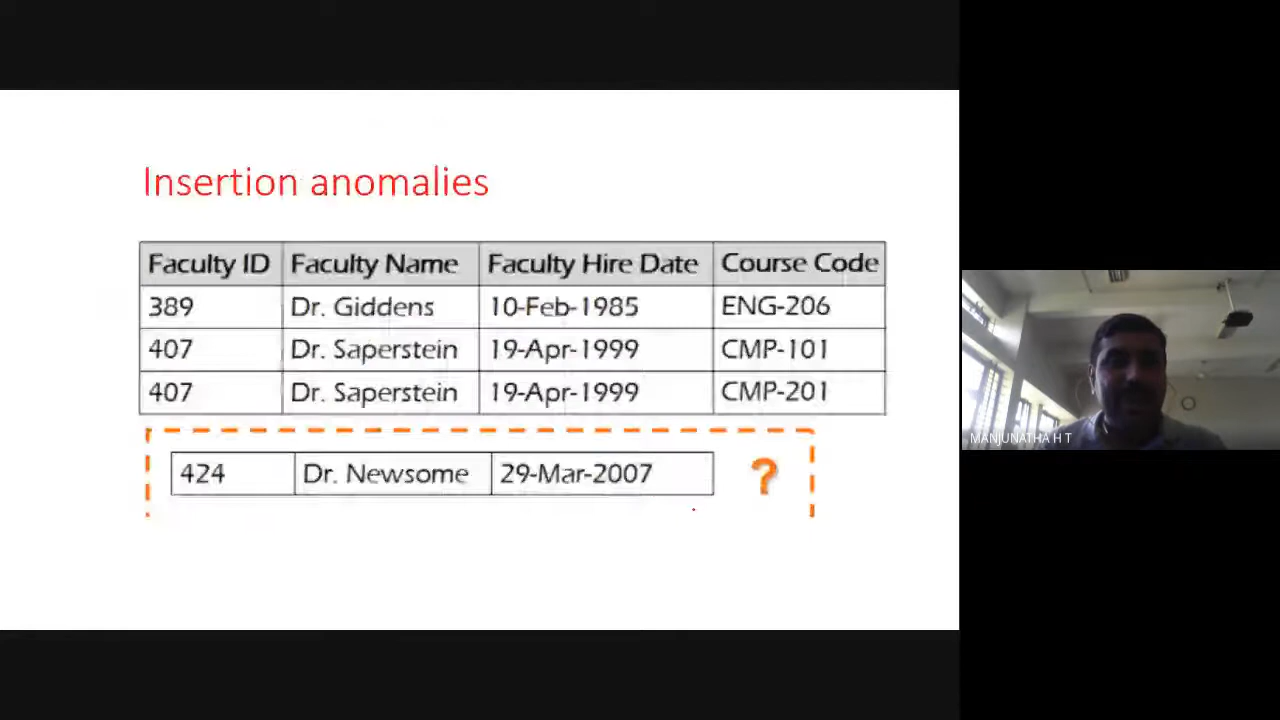 Insertion anomalies
Faculty ID Faculty Name Faculty Hire Date Course Code
389 Dr. Giddens 10-Feb-1985 ENG-206
407 Dr. Saperstein 19-Apr-1999 CMP-101
407 Dr. Saperstein 19-Apr-1999 CMP-201
424 Dr. Newsome 29-Mar-2007 ?
MANJUNATHA H T